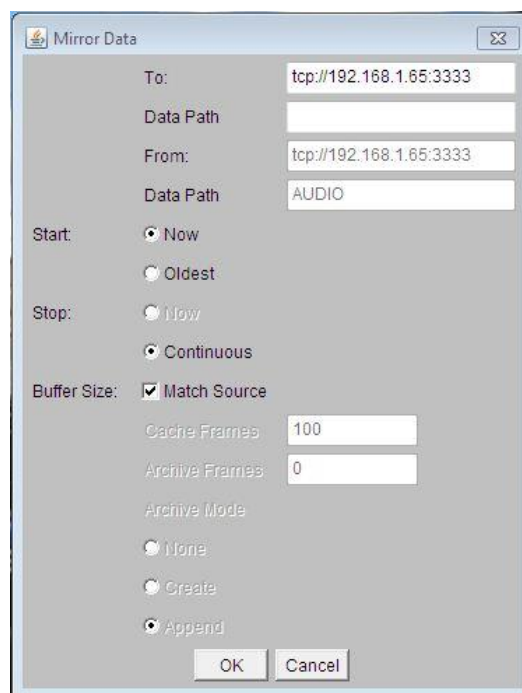 Mirror Data
To: tcp://192.168.1.65:3333
Data Path
From: tcp://192.168.1.65:3333
Data Path AUDIO
Start: Now
Oldest
Stop: Now
Continuous
Buffer Size: Match Source
Cache Frames 100
Archive Frames 0
Archive Mode
None
Create
Append
OK Cancel